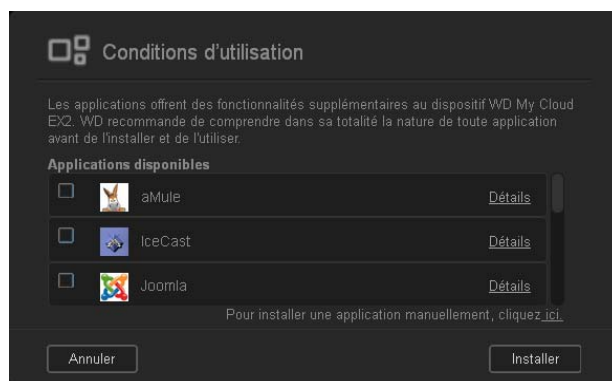 Conditions d'utilisation
Les applications offrent des fonctionnalités supplémentaires au dispositif WD My Cloud
EX2. WD recommande de comprendre dans sa totalité la nature de toute application
avant de l'installer et de l'utiliser.
Applications disponibles
aMule Détails
IceCast Détails
Joomla Détails
Pour installer une application manuellement, cliquez ici.
Annuler Installer